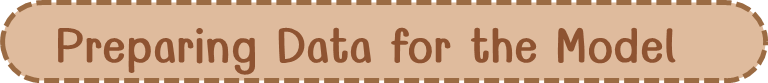 Preparing Data for the Model